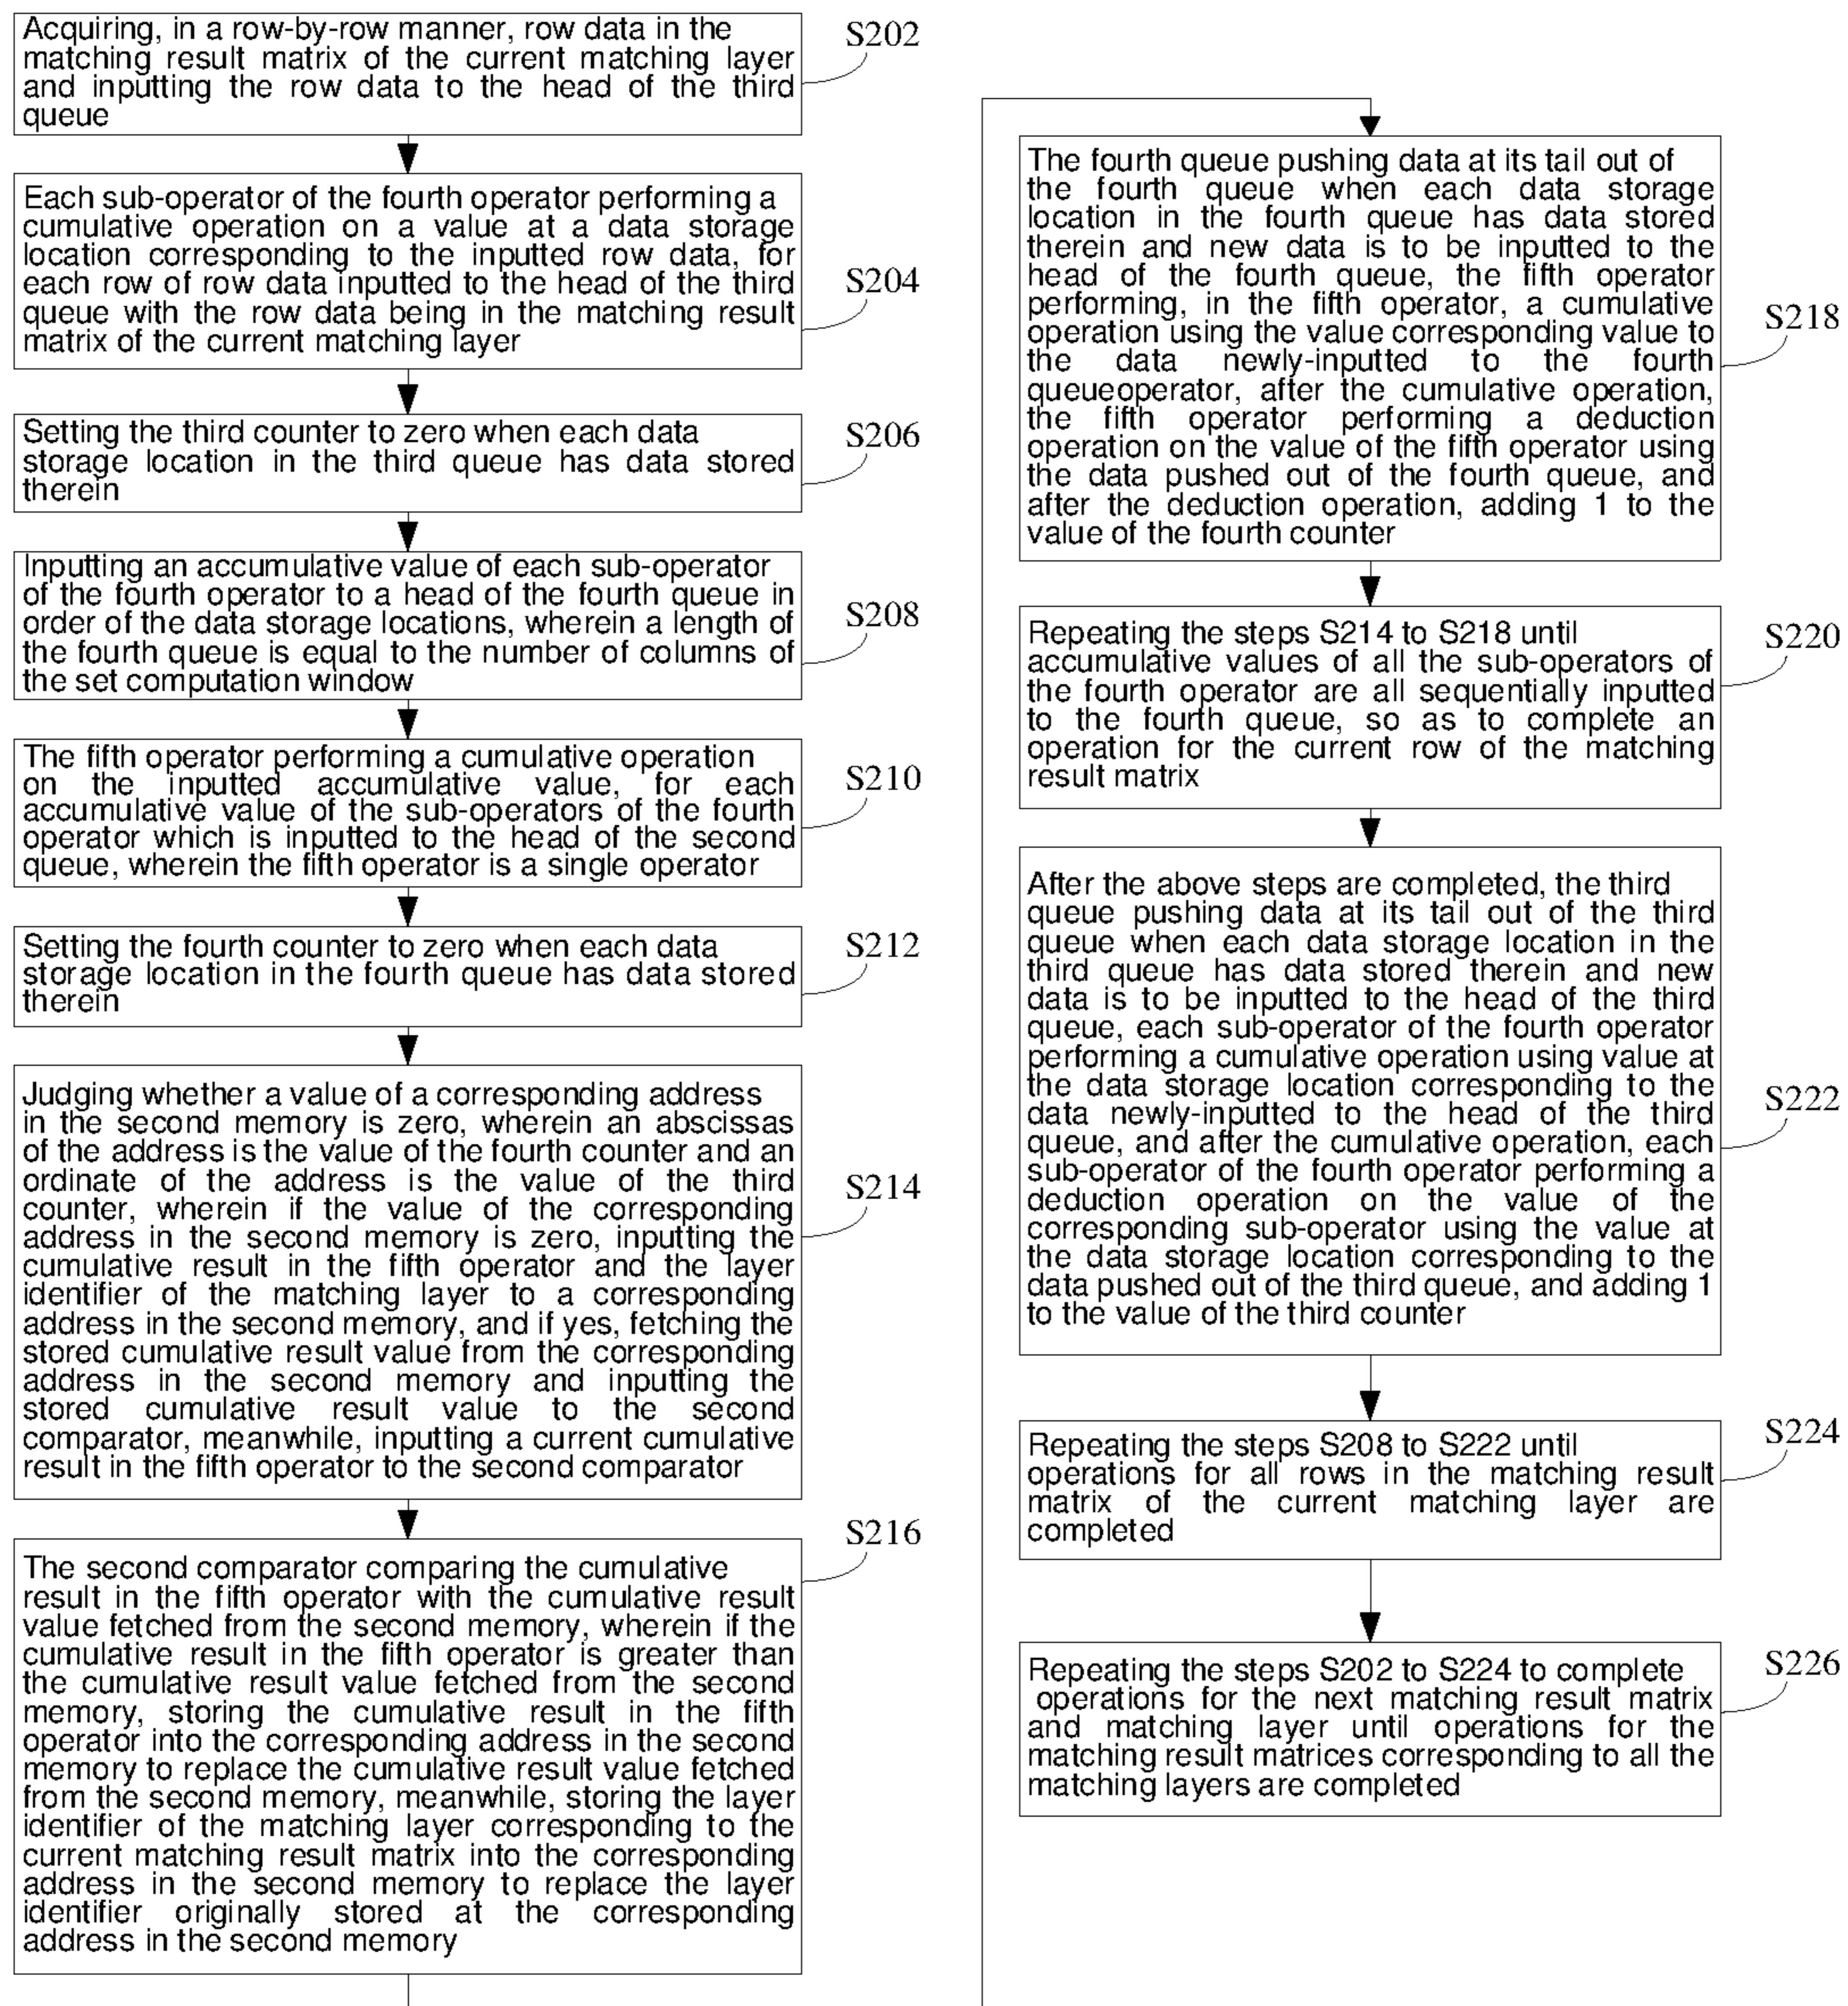 Acquiring, in a row-by-row manner, row data in the
matching result matrix of the current matching layer
and inputting the row data to the head of the third
queue
S202
Each sub-operator of the fourth operator performing a
cumulative operation on a value at a data storage
location corresponding to the inputted row data, for
each row of row data inputted to the head of the third
queue with the row data being in the matching result
matrix of the current matching layer
S204
Setting the third counter to zero when each data
storage location in the third queue has data stored
therein
S206
Inputting an accumulative value of each sub-operator
of the fourth operator to a head of the fourth queue in
order of the data storage locations, wherein a length of
the fourth queue is equal to the number of columns of
the set computation window
S208
The fifth operator performing a cumulative operation
on the inputted accumulative value, for each
accumulative value of the sub-operators of the fourth
operator which is inputted to the head of the second
queue, wherein the fifth operator is a single operator
S210
Setting the fourth counter to zero when each data
storage location in the fourth queue has data stored
therein
S212
Judging whether a value of a corresponding address
in the second memory is zero, wherein an abscissas
of the address is the value of the fourth counter and an
ordinate of the address is the value of the third
counter, wherein if the value of the corresponding
address in the second memory is zero, inputting the
cumulative result in the fifth operator and the layer
identifier of the matching layer to a corresponding
address in the second memory, and if yes, fetching the
stored cumulative result value from the corresponding
address in the second memory and inputting the
stored cumulative result value to the second
comparator, meanwhile, inputting a current cumulative
result in the fifth operator to the second comparator
S214
The second comparator comparing the cumulative
result in the fifth operator with the cumulative result
value fetched from the second memory, wherein if the
cumulative result in the fifth operator is greater than
the cumulative result value fetched from the second
memory, storing the cumulative result in the fifth
operator into the corresponding address in the second
memory to replace the cumulative result value fetched
from the second memory, meanwhile, storing the layer
identifier of the matching layer corresponding to the
current matching result matrix into the corresponding
address in the second memory to replace the layer
identifier originally stored at the corresponding
address in the second memory
S216
The fourth queue pushing data at its tail out of
the fourth queue when each data storage
location in the fourth queue has data stored
therein and new data is to be inputted to the
head of the fourth queue, the fifth operator
performing, in the fifth operator, a cumulative
operation using the value corresponding value to
the data newly-inputted to the fourth
queueoperator, after the cumulative operation,
the fifth operator performing a deduction
operation on the value of the fifth operator using
the data pushed out of the fourth queue, and
after the deduction operation, adding 1 to the
value of the fourth counter
S218
Repeating the steps S214 to S218 until
accumulative values of all the sub-operators of
the fourth operator are all sequentially inputted
to the fourth queue, so as to complete an
operation for the current row of the matching
result matrix
S220
After the above steps are completed, the third
queue pushing data at its tail out of the third
queue when each data storage location in the
third queue has data stored therein and new
data is to be inputted to the head of the third
queue, each sub-operator of the fourth operator
performing a cumulative operation using value at
the data storage location corresponding to the
data newly-inputted to the head of the third
queue, and after the cumulative operation, each
sub-operator of the fourth operator performing a
deduction operation on the value of the
corresponding sub-operator using the value at
the data storage location corresponding to the
data pushed out of the third queue, and adding 1
to the value of the third counter
S222
Repeating the steps S208 to S222 until
operations for all rows in the matching result
matrix of the current matching layer are
completed
S224
Repeating the steps S202 to S224 to complete
operations for the next matching result matrix
and matching layer until operations for the
matching result matrices corresponding to all the
matching layers are completed
S226